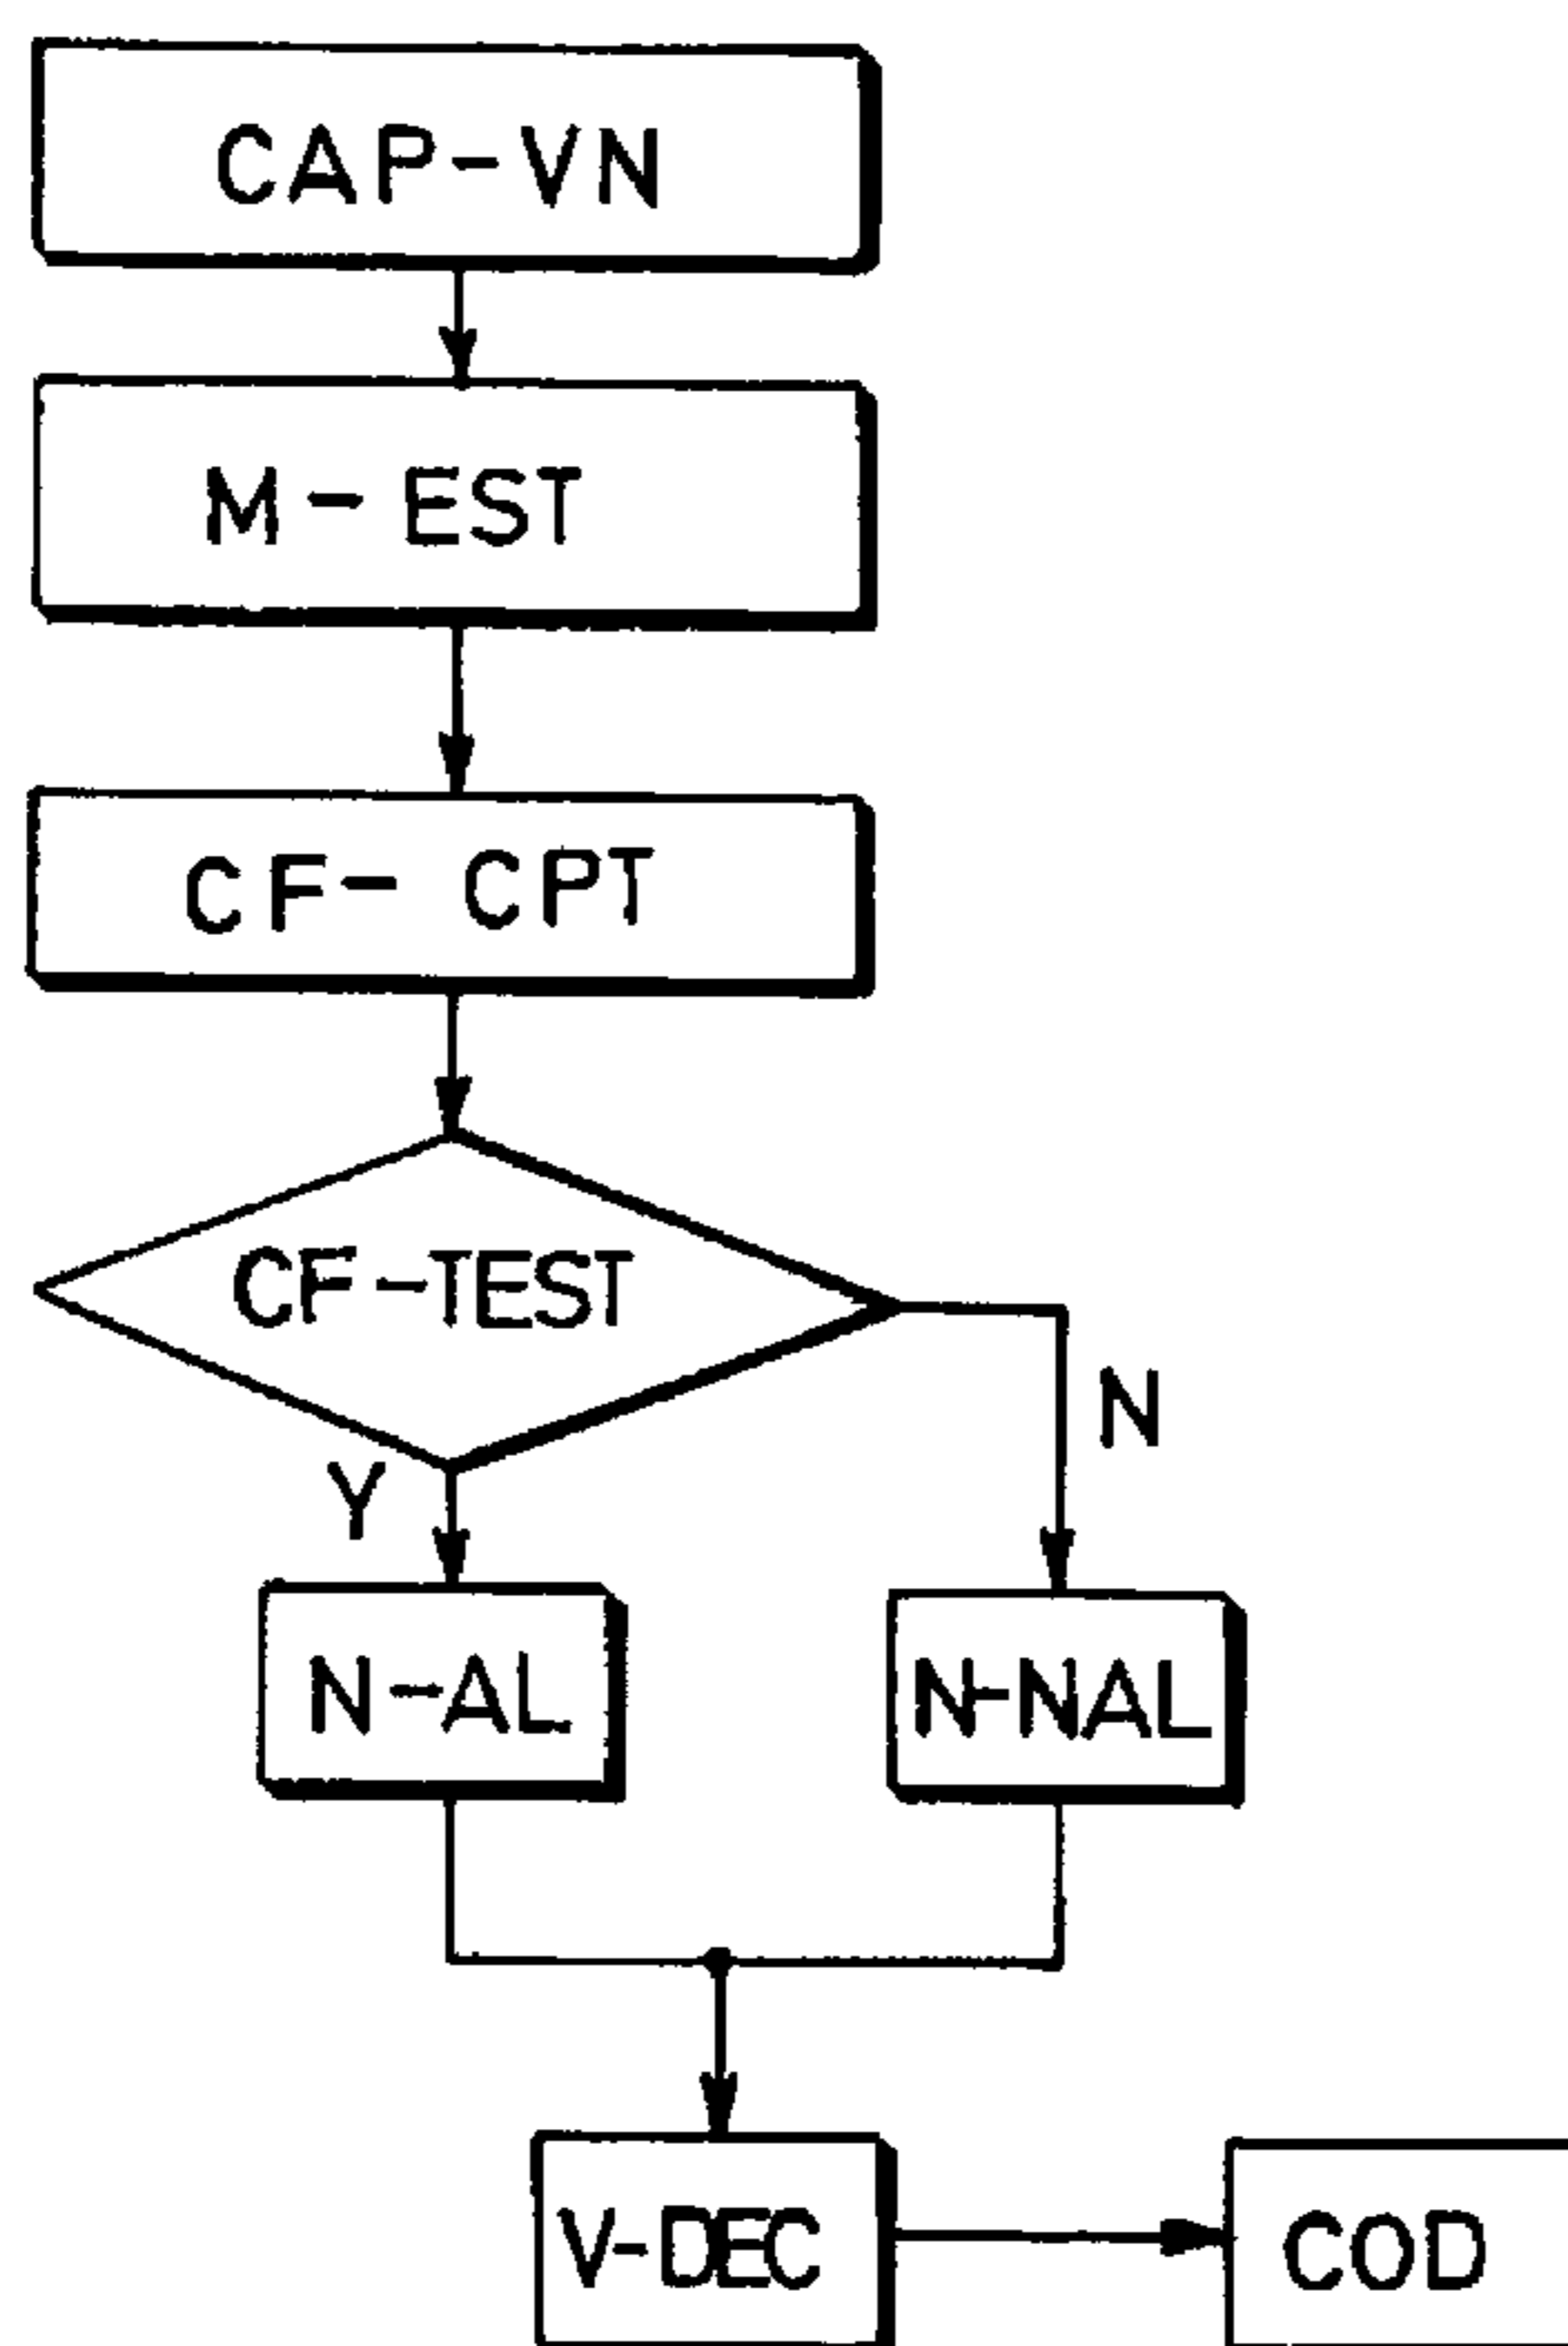 CAP-VN
M-EST
CF-CPT
CF-TEST
N
Y
N-AL
N-NAL
V-DEC
COD